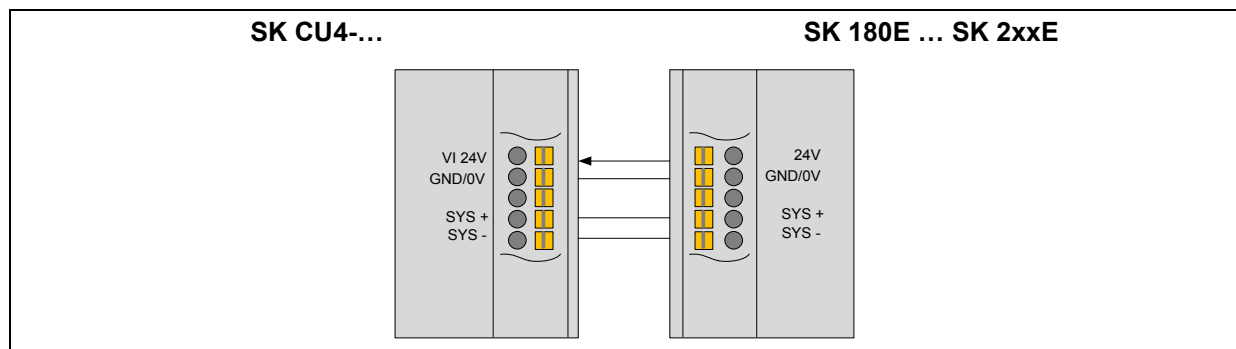 SK CU4-… SK 180E … SK 2xxE
VI 24V 24V
GND/0V GND/0V
SYS + SYS +
SYS - SYS -